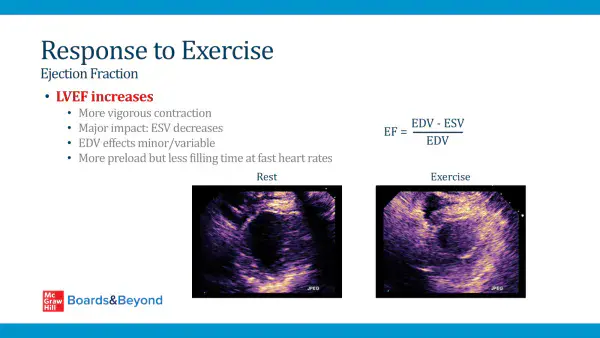 Response to Exercise
Ejection Fraction
• LVEF increases
• More vigorous contraction
• Major impact: ESV decreases
• EDV effects minor/variable
• More preload but less filling time at fast heart rates
EF = EDV - ESV
EDV
Rest
Exercise
JPEG
JPEG
Mc
Graw
Hill
Boards&Beyond